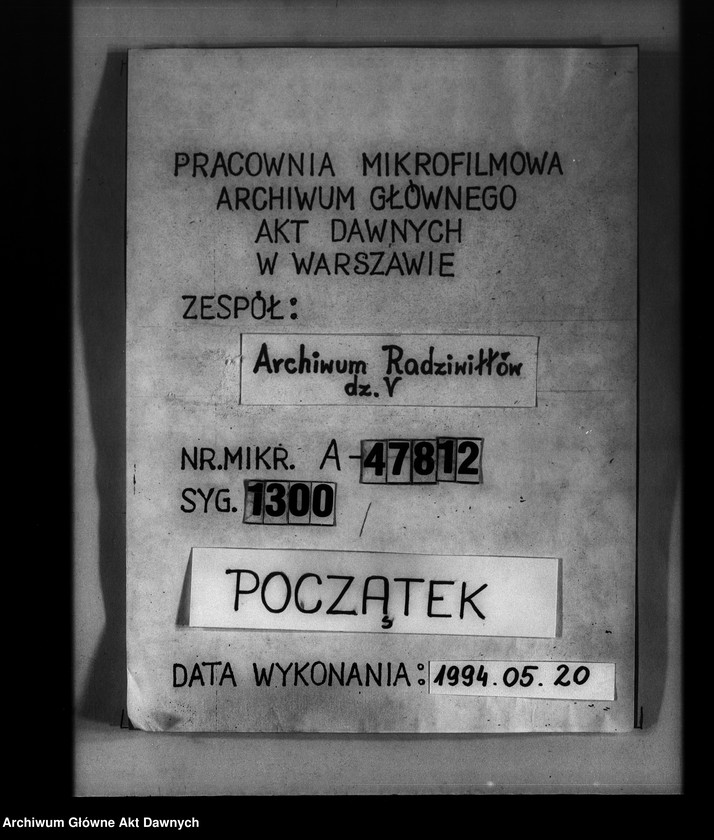 PRACOWNIA MIKROFILMOWA
ARCHIWUM GŁÓWNEGO
AKT DAWNYCH
W WARSZAWIE
ZESPÓŁ:
Archiwum Radziwiłłów
dz. V
NR. MIKR. A-47812
SYG. 1300 /
POCZĄTEK
DATA WYKONANIA: 1994.05.20
Archiwum Główne Akt Dawnych